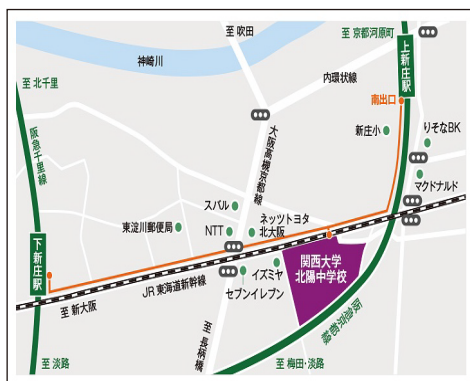 至 吹田
至 京都河原町
神崎川
内環状線
上新庄駅
至 北千里
南出口
新庄小
りそなBK
大阪高槻京都線
阪急千里線
マクドナルド
スバル
ネッツトヨタ
北大阪
東淀川郵便局
NTT
下新庄駅
関西大学
北陽中学校
イズミヤ
JR東海道新幹線
セブンイレブン
至 新大阪
阪急京都線
至 長柄橋
至 淡路
至 梅田・淡路